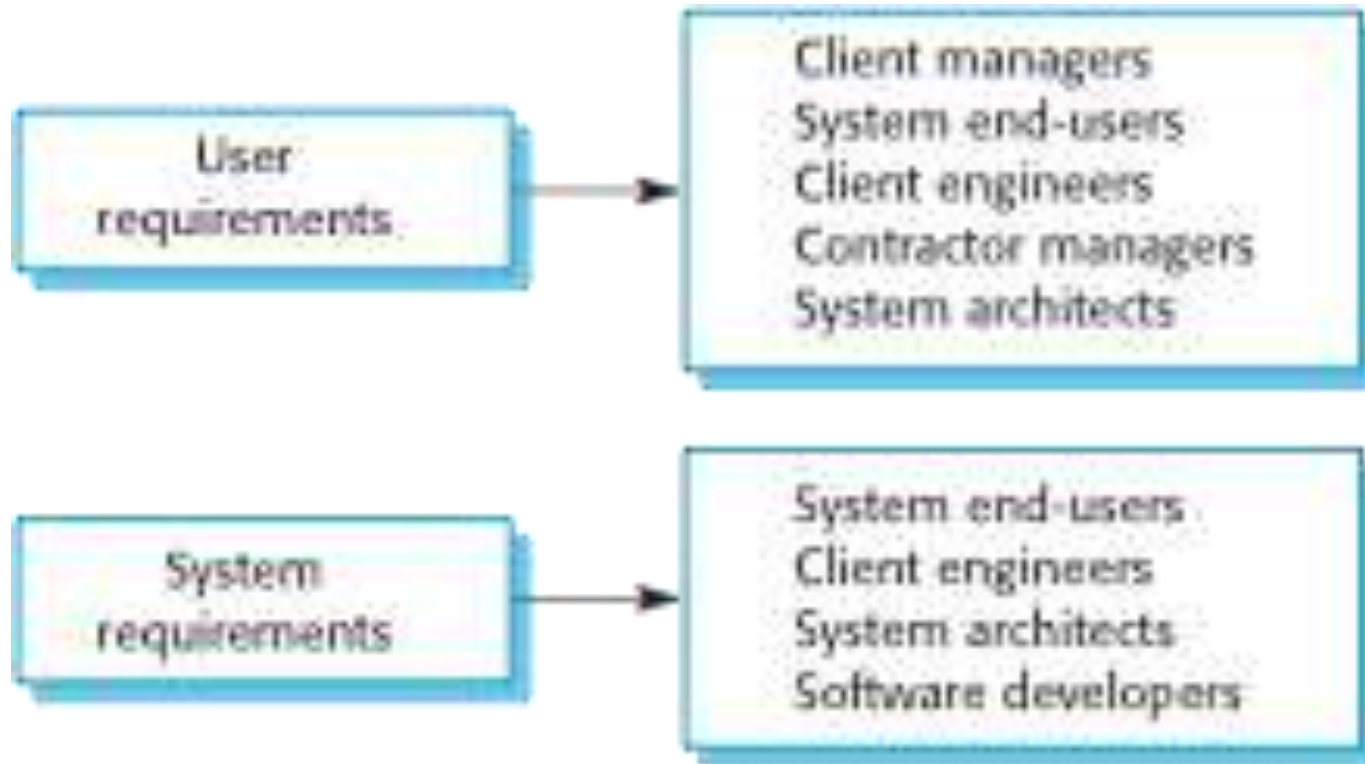 User
requirements
Client managers
System end-users
Client engineers
Contractor managers
System architects
System
requirements
System end-users
Client engineers
System architects
Software developers